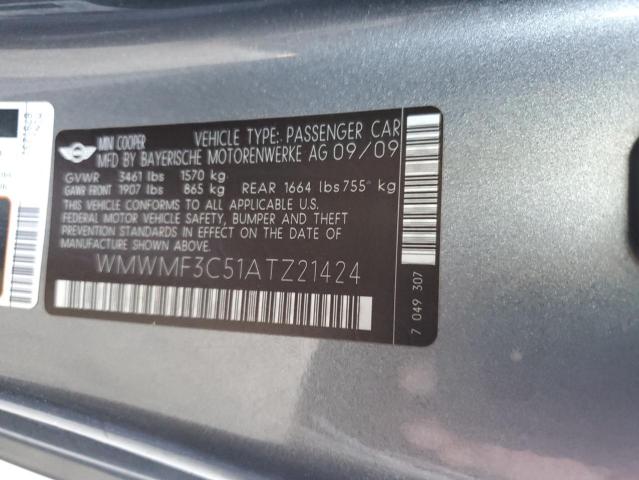 MINI COOPER VEHICLE TYPE: PASSENGER CAR
MFD BY BAYERISCHE MOTORENWERKE AG 09/09
GVWR 3461 lbs 1570 kg
GAWR FRONT 1907 lbs 865 kg REAR 1664 lbs 755 kg
THIS VEHICLE CONFORMS TO ALL APPLICABLE U.S.
FEDERAL MOTOR VEHICLE SAFETY, BUMPER AND THEFT
PREVENTION STANDARDS IN EFFECT ON THE DATE OF
MANUFACTURE SHOWN ABOVE.
WMWMF3C51ATZ21424
7 049 307